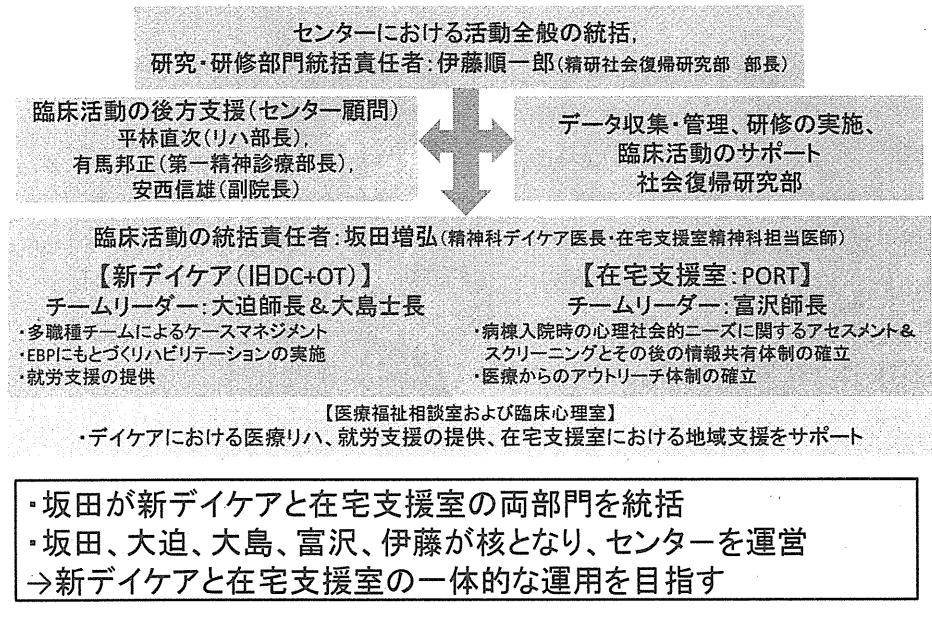 センターにおける活動全般の統括,
研究・研修部門統括責任者：伊藤順一郎（精研社会復帰研究部　部長）
臨床活動の後方支援（センター顧問）
平林直次（リハ部長）,
有馬邦正（第一精神診療部長）,
安西信雄（副院長）
データ収集・管理、研修の実施、
臨床活動のサポート
社会復帰研究部
臨床活動の統括責任者：坂田増弘（精神科デイケア医長・在宅支援室精神科担当医師）
【新デイケア（旧DC+OT）】
チームリーダー：大迫師長＆大島士長
・多職種チームによるケースマネジメント
・EBPにもとづくリハビリテーションの実施
・就労支援の提供
【在宅支援室：PORT】
チームリーダー：富沢師長
・病棟入院時の心理社会的ニーズに関するアセスメント＆
スクリーニングとその後の情報共有体制の確立
・医療からのアウトリーチ体制の確立
【医療福祉相談室および臨床心理室】
・デイケアにおける医療リハ、就労支援の提供、在宅支援室における地域支援をサポート
・坂田が新デイケアと在宅支援室の両部門を統括
・坂田、大迫、大島、富沢、伊藤が核となり、センターを運営
→新デイケアと在宅支援室の一体的な運用を目指す